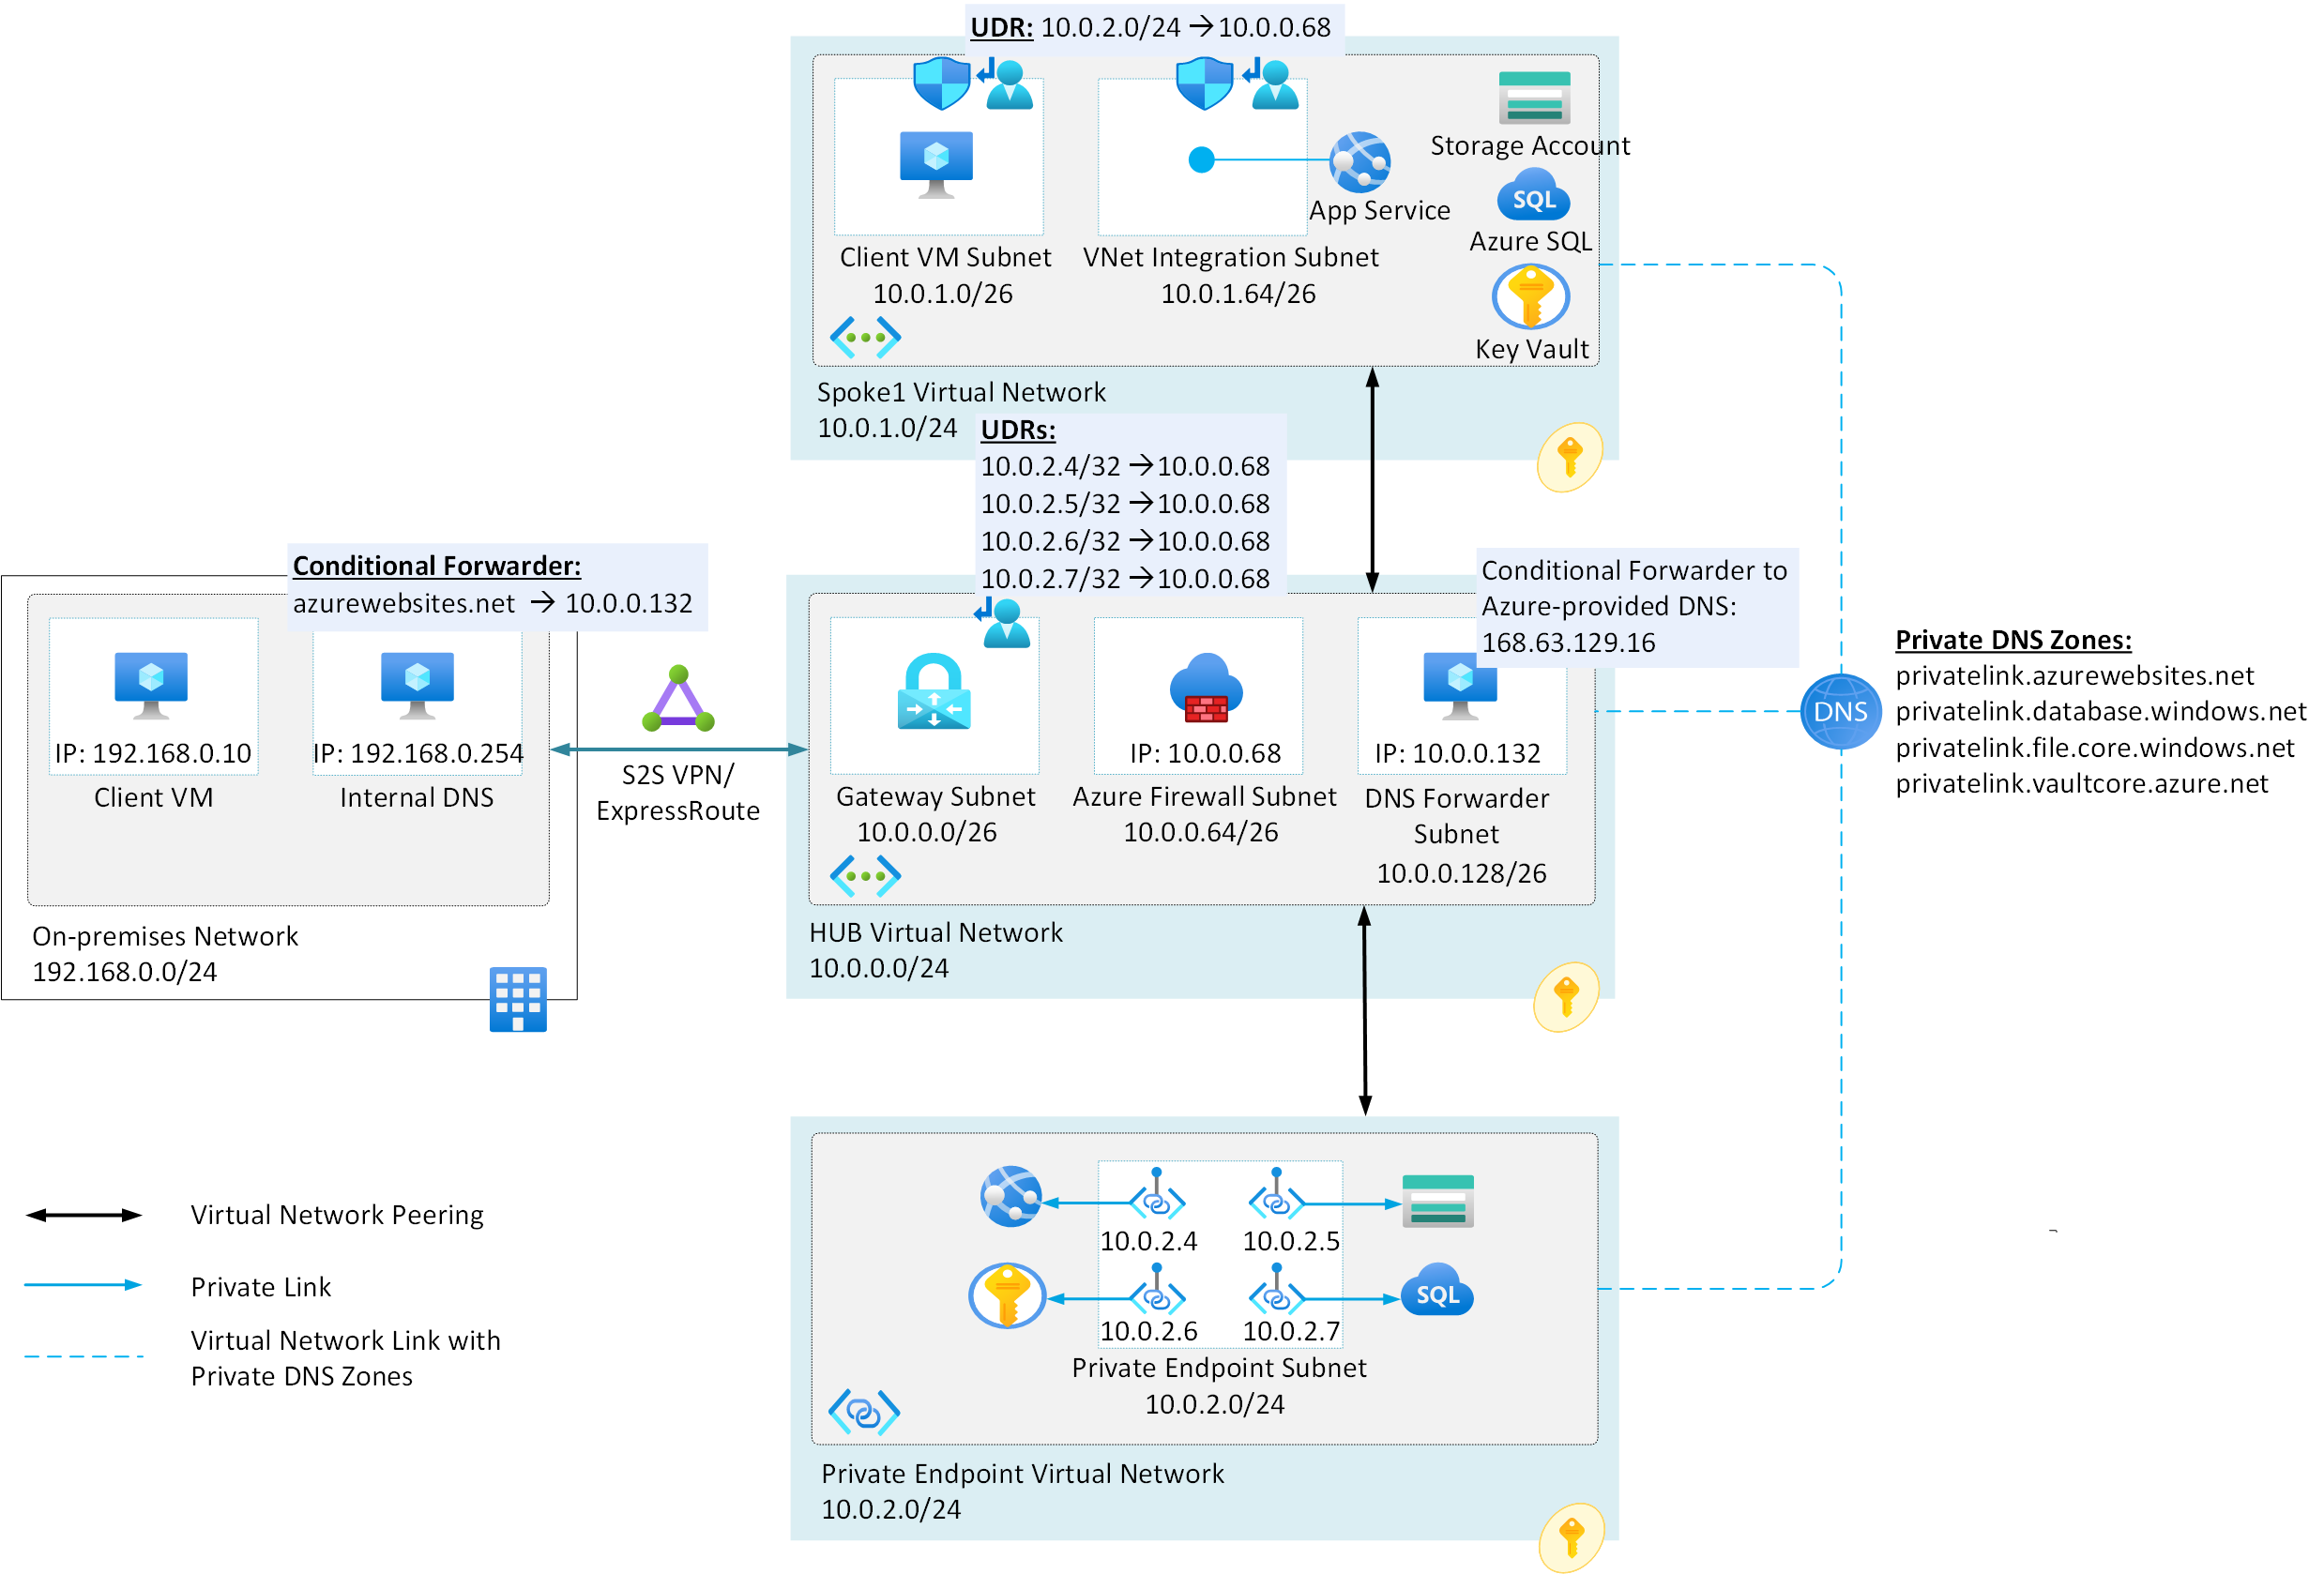 UDR: 10.0.2.0/24 →10.0.0.68
Storage Account
SQL
App Service
Azure SQL
Client VM Subnet
10.0.1.0/26
VNet Integration Subnet
10.0.1.64/26
Key Vault
Spoke1 Virtual Network
10.0.1.0/24
UDRs:
10.0.2.4/32 →10.0.0.68
10.0.2.5/32 →10.0.0.68
10.0.2.6/32 →10.0.0.68
10.0.2.7/32 →10.0.0.68
Conditional Forwarder:
azurewebsites.net → 10.0.0.132
Conditional Forwarder to
Azure-provided DNS:
168.63.129.16
IP: 192.168.0.10
Client VM
IP: 192.168.0.254
Internal DNS
On-premises Network
192.168.0.0/24
S2S VPN/
ExpressRoute
Gateway Subnet
10.0.0.0/26
IP: 10.0.0.68
Azure Firewall Subnet
10.0.0.64/26
IP: 10.0.0.132
DNS Forwarder
Subnet
10.0.0.128/26
HUB Virtual Network
10.0.0.0/24
DNS
Private DNS Zones:
privatelink.azurewebsites.net
privatelink.database.windows.net
privatelink.file.core.windows.net
privatelink.vaultcore.azure.net
10.0.2.4
10.0.2.5
10.0.2.6
10.0.2.7
SQL
Private Endpoint Subnet
10.0.2.0/24
Private Endpoint Virtual Network
10.0.2.0/24
Virtual Network Peering
Private Link
Virtual Network Link with
Private DNS Zones
¬